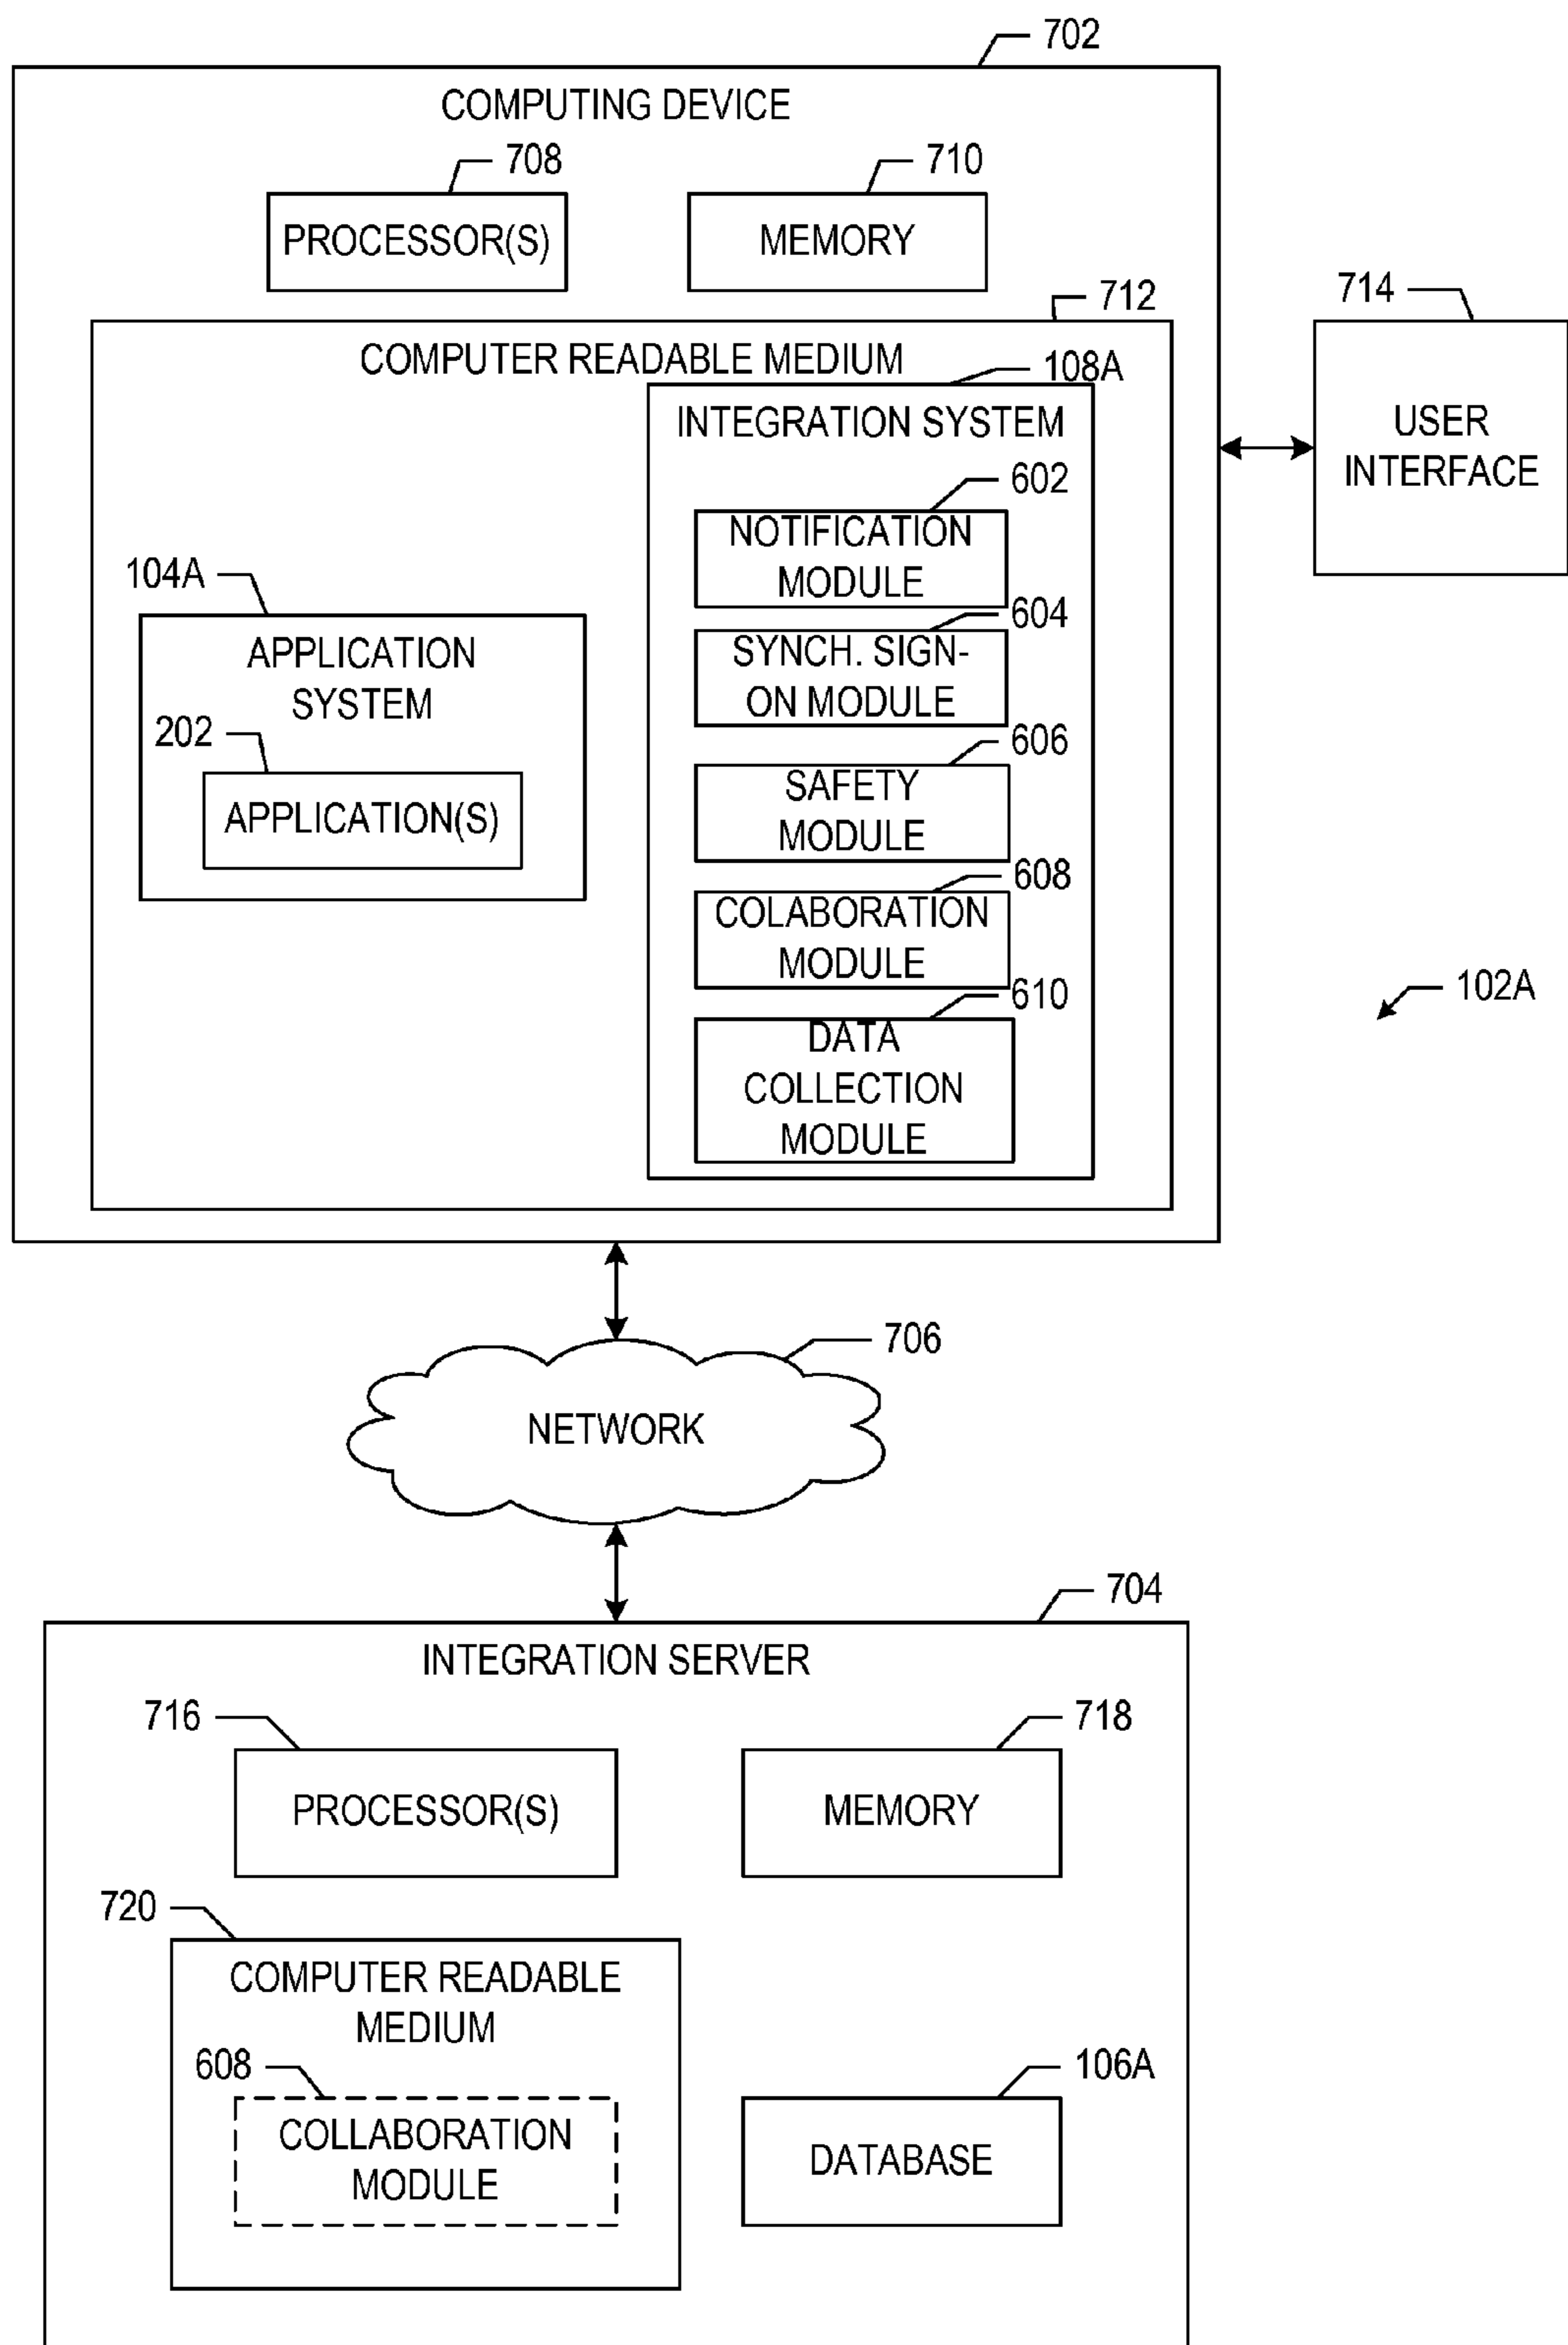 702
COMPUTING DEVICE
708
710
PROCESSOR(S)
MEMORY
712
714
COMPUTER READABLE MEDIUM
108A
INTEGRATION SYSTEM
USER
INTERFACE
602
NOTIFICATION
MODULE
104A
604
APPLICATION
SYSTEM
SYNCH. SIGN-
ON MODULE
202
606
APPLICATION(S)
SAFETY
MODULE
608
COLABORATION
MODULE
610
102A
DATA
COLLECTION
MODULE
706
NETWORK
704
INTEGRATION SERVER
716
718
PROCESSOR(S)
MEMORY
720
COMPUTER READABLE
MEDIUM
608
106A
COLLABORATION
MODULE
DATABASE